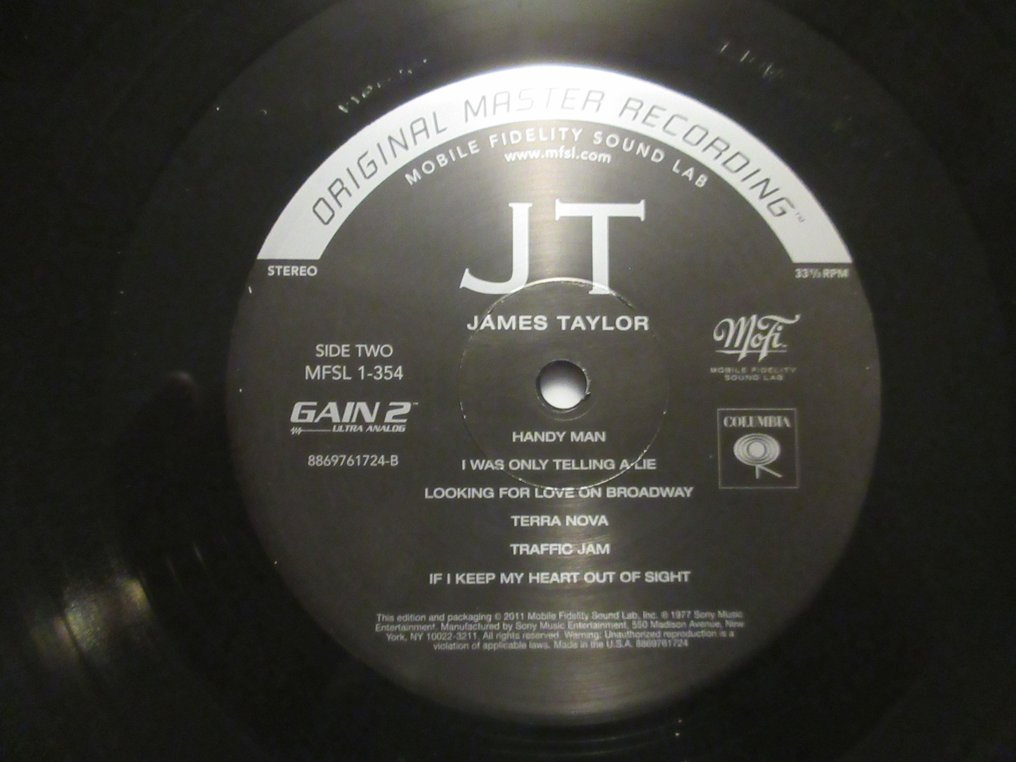 ORIGINAL MASTER RECORDING™
MOBILE FIDELITY SOUND LAB
www.mfsl.com
JT
STEREO
33⅓ RPM
JAMES TAYLOR
SIDE TWO
MFSL 1-354
MoFi™
MOBILE FIDELITY
SOUND LAB
GAIN 2™
ULTRA ANALOG
COLUMBIA
8869761724-B
HANDY MAN
I WAS ONLY TELLING A LIE
LOOKING FOR LOVE ON BROADWAY
TERRA NOVA
TRAFFIC JAM
IF I KEEP MY HEART OUT OF SIGHT
This edition and packaging © 2011 Mobile Fidelity Sound Lab, Inc. ℗ 1977 Sony Music
Entertainment. Manufactured by Sony Music Entertainment, 550 Madison Avenue, New
York, NY 10022-3211. All rights reserved. Warning: Unauthorized reproduction is a
violation of applicable laws. Made in the U.S.A. 8869761724